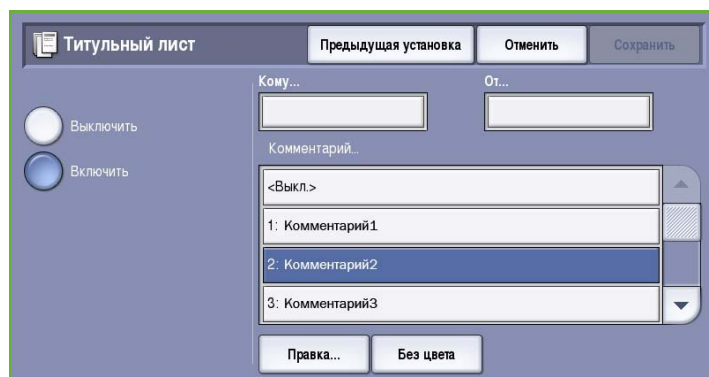 Титульный лист
Предыдущая установка
Отменить
Сохранить
Кому...
От...
Выключить
Включить
Комментарий...
<Выкл.>
1: Комментарий1
2: Комментарий2
3: Комментарий3
Правка...
Без цвета